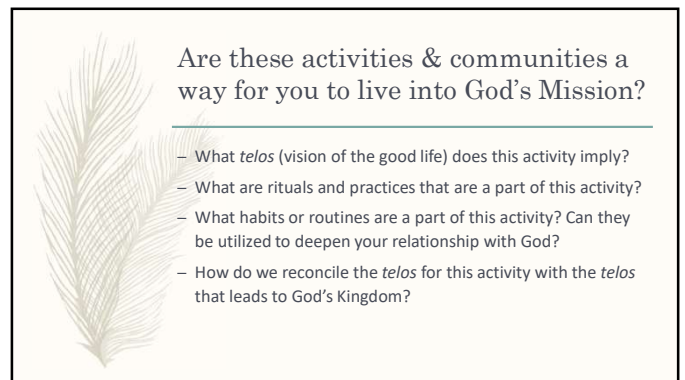 Are these activities & communities a
way for you to live into God’s Mission?
– What telos (vision of the good life) does this activity imply?
– What are rituals and practices that are a part of this activity?
– What habits or routines are a part of this activity? Can they
be utilized to deepen your relationship with God?
– How do we reconcile the telos for this activity with the telos
that leads to God’s Kingdom?